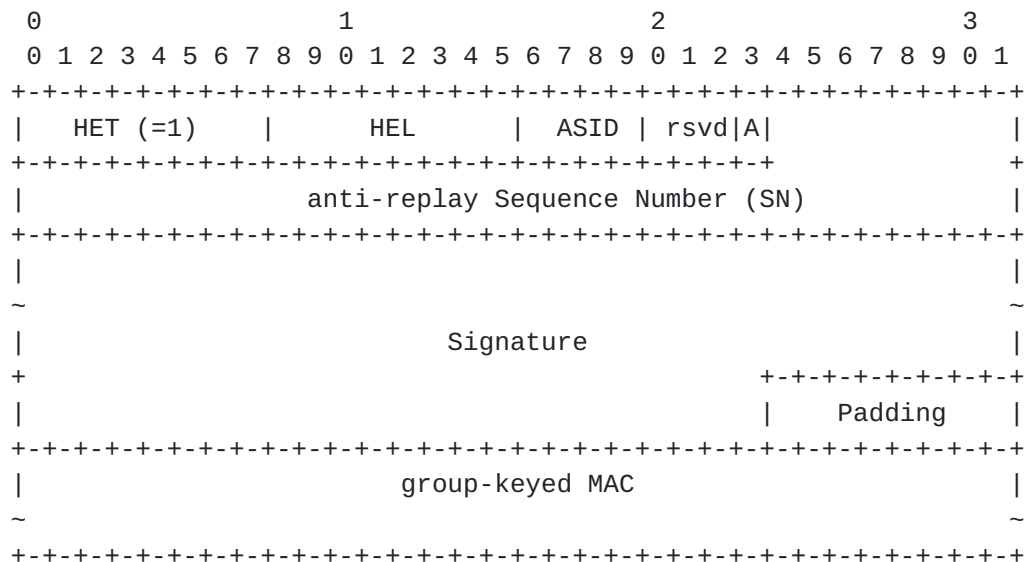 0                   1                   2                   3
 0 1 2 3 4 5 6 7 8 9 0 1 2 3 4 5 6 7 8 9 0 1 2 3 4 5 6 7 8 9 0 1
+-+-+-+-+-+-+-+-+-+-+-+-+-+-+-+-+-+-+-+-+-+-+-+-+-+-+-+-+-+-+-+-+
|   HET (=1)    |      HEL      |  ASID | rsvd|A|               |
+-+-+-+-+-+-+-+-+-+-+-+-+-+-+-+-+-+-+-+-+-+-+-+-+               +
|                  anti-replay Sequence Number (SN)             |
+-+-+-+-+-+-+-+-+-+-+-+-+-+-+-+-+-+-+-+-+-+-+-+-+-+-+-+-+-+-+-+-+
|                                                               |
~                                                               ~
|                           Signature                           |
+                                               +-+-+-+-+-+-+-+-+
|                                               |    Padding    |
+-+-+-+-+-+-+-+-+-+-+-+-+-+-+-+-+-+-+-+-+-+-+-+-+-+-+-+-+-+-+-+-+
|                        group-keyed MAC                        |
~                                                               ~
+-+-+-+-+-+-+-+-+-+-+-+-+-+-+-+-+-+-+-+-+-+-+-+-+-+-+-+-+-+-+-+-+